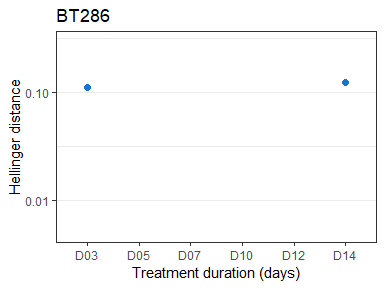 BT286
Hellinger distance
0.10
0.01
D03 D05 D07 D10 D12 D14
Treatment duration (days)